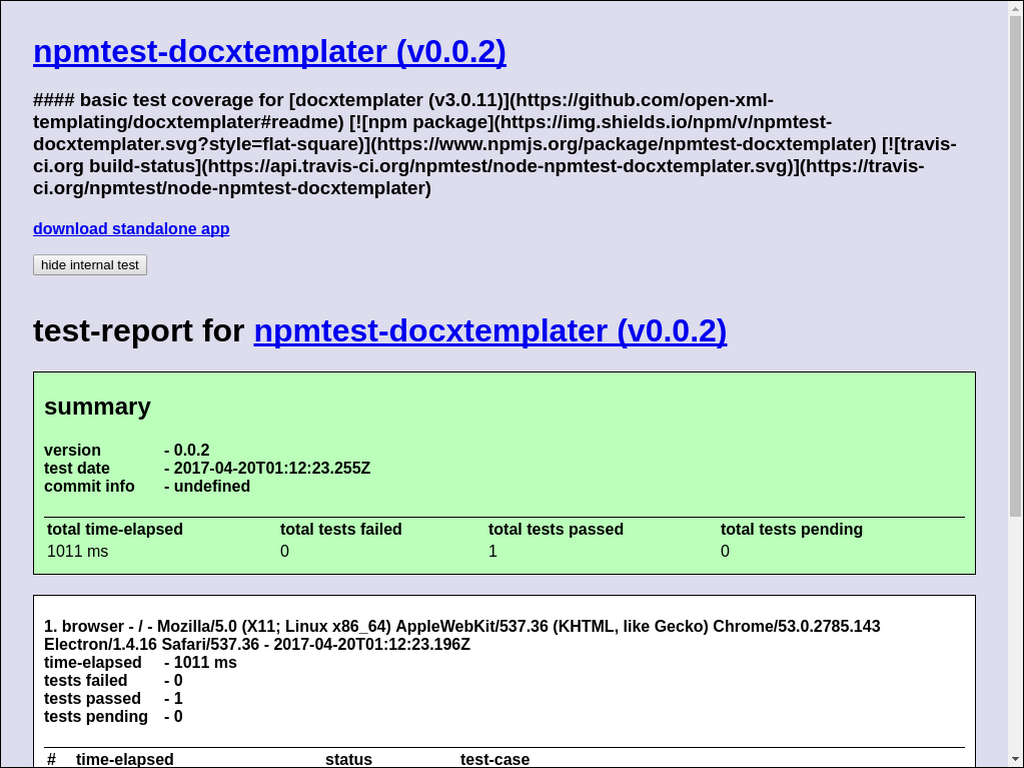 npmtest-docxtemplater (v0.0.2)
#### basic test coverage for [docxtemplater (v3.0.11)](https://github.com/open-xml-
templating/docxtemplater#readme) [![npm package](https://img.shields.io/npm/v/npmtest-
docxtemplater.svg?style=flat-square)](https://www.npmjs.org/package/npmtest-docxtemplater) [![travis-
ci.org build-status](https://api.travis-ci.org/npmtest/node-npmtest-docxtemplater.svg)](https://travis-
ci.org/npmtest/node-npmtest-docxtemplater)
download standalone app
hide internal test
test-report for npmtest-docxtemplater (v0.0.2)
summary
version - 0.0.2
test date - 2017-04-20T01:12:23.255Z
commit info - undefined
total time-elapsed total tests failed total tests passed total tests pending
1011 ms 0 1 0
1. browser - / - Mozilla/5.0 (X11; Linux x86_64) AppleWebKit/537.36 (KHTML, like Gecko) Chrome/53.0.2785.143
Electron/1.4.16 Safari/537.36 - 2017-04-20T01:12:23.196Z
time-elapsed - 1011 ms
tests failed - 0
tests passed - 1
tests pending - 0
# time-elapsed status test-case